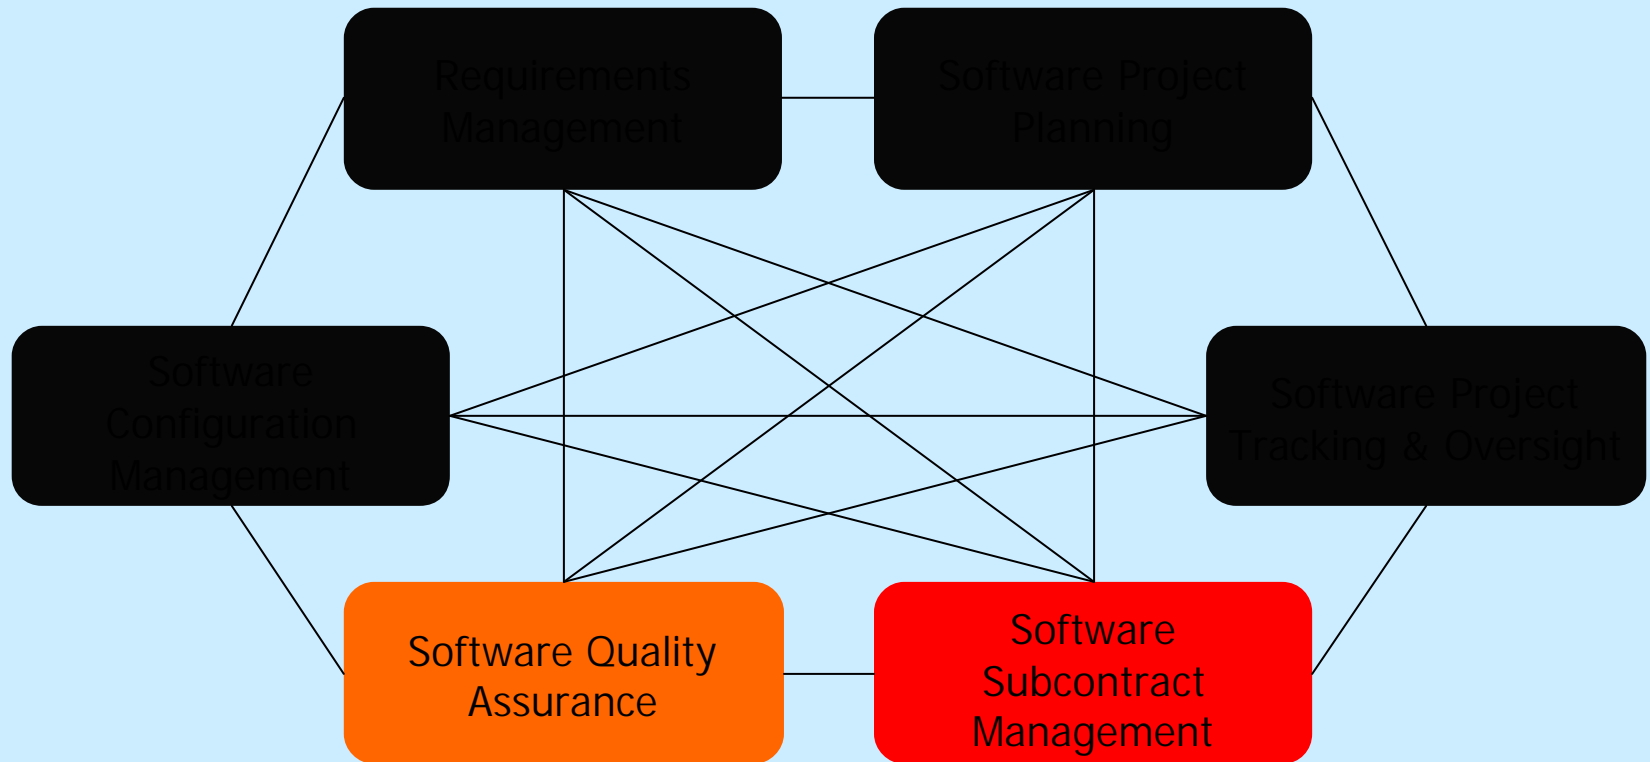 Requirements
Management
Software Project
Planning
Software
Configuration
Management
Software Project
Tracking & Oversight
Software Quality
Assurance
Software
Subcontract
Management